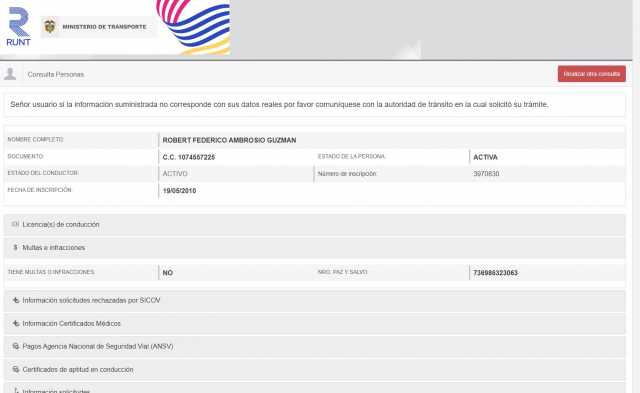 RUNT
MINISTERIO DE TRANSPORTE
Consulta Personas
Realizar otra consulta
Señor usuario si la información suministrada no corresponde con sus datos reales por favor comuníquese con la autoridad de tránsito en la cual solicitó su trámite.
NOMBRE COMPLETO: ROBERT FEDERICO AMBROSIO GUZMAN
DOCUMENTO: C.C. 1074557225 ESTADO DE LA PERSONA: ACTIVA
ESTADO DEL CONDUCTOR: ACTIVO Número de inscripción: 3970830
FECHA DE INSCRIPCIÓN: 19/05/2010
Licencia(s) de conducción
$ Multas e infracciones
TIENE MULTAS O INFRACCIONES: NO NRO. PAZ Y SALVO: 736986323063
Información solicitudes rechazadas por SICOV
Información Certificados Médicos
Pagos Agencia Nacional de Seguridad Vial (ANSV)
Certificados de aptitud en conducción
Información solicitudes